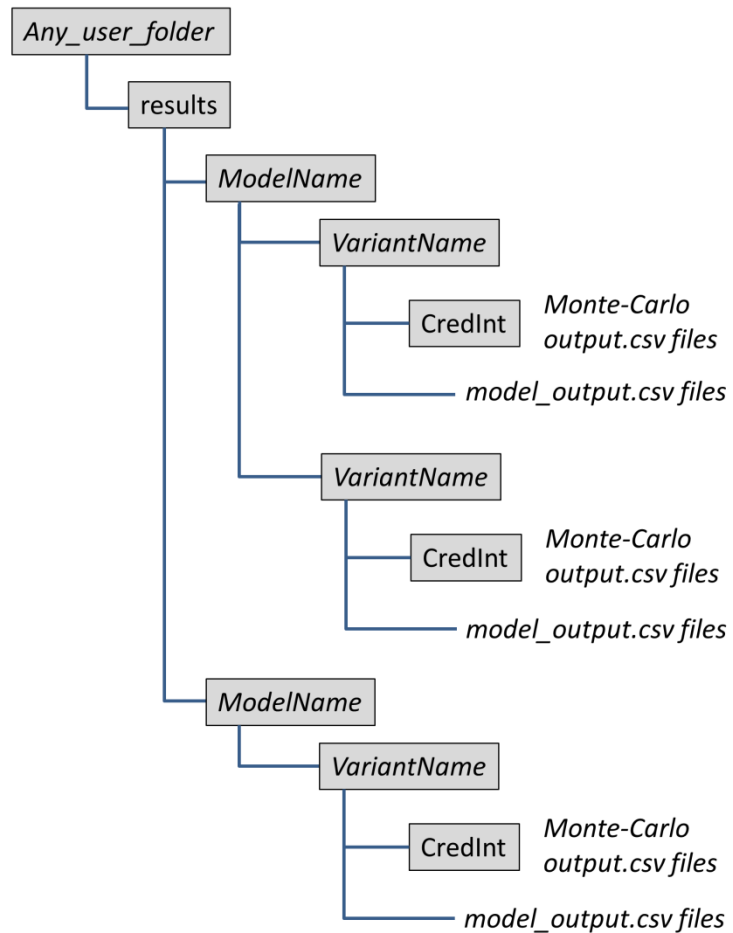 Any_user_folder
results
ModelName
VariantName
CredInt
Monte-Carlo
output.csv files
model_output.csv files
VariantName
CredInt
Monte-Carlo
output.csv files
model_output.csv files
ModelName
VariantName
CredInt
Monte-Carlo
output.csv files
model_output.csv files